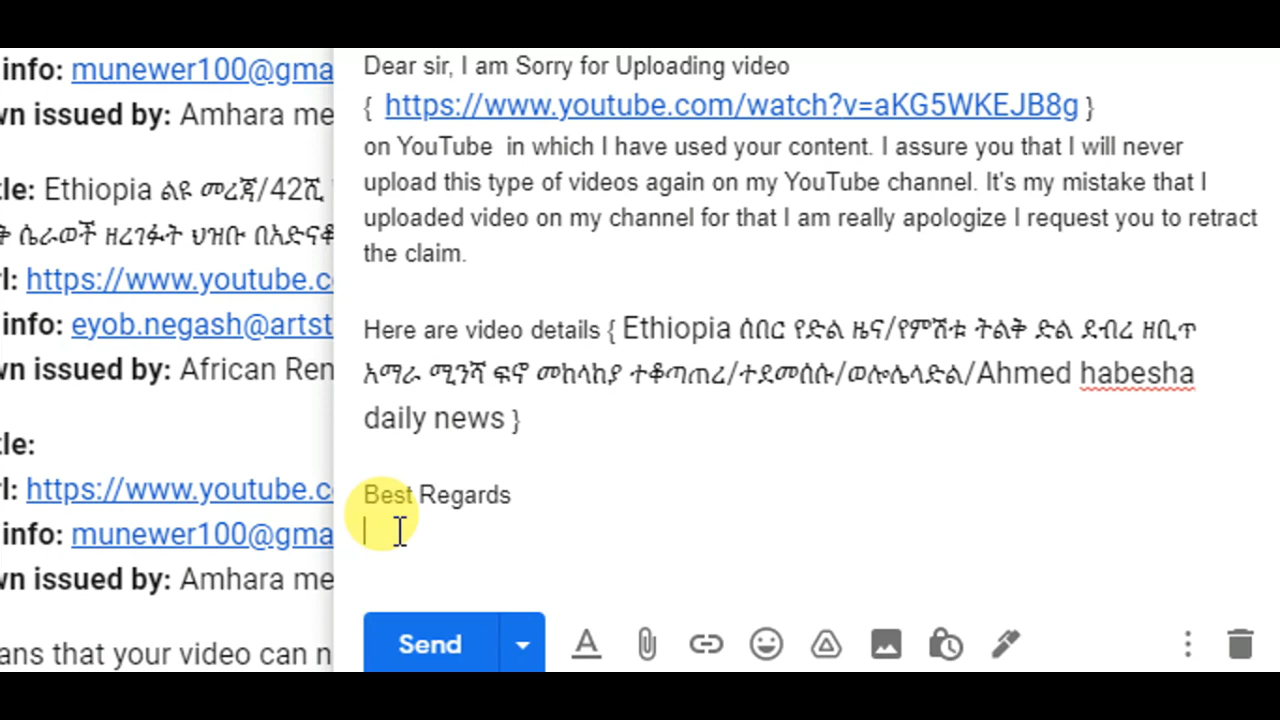 info: munewer100@gma
wn issued by: Amhara me
tle: Ethiopia ልዩ መረጃ/42ሺ
ቅ ሴራወች ዘረገፉት ህዝቡ በአድናቆ
rl: https://www.youtube.c
info: eyob.negash@artst
wn issued by: African Ren
tle:
rl: https://www.youtube.c
info: munewer100@gma
wn issued by: Amhara me
ans that your video can n
Dear sir, I am Sorry for Uploading video
{ https://www.youtube.com/watch?v=aKG5WKEJB8g }
on YouTube  in which I have used your content. I assure you that I will never
upload this type of videos again on my YouTube channel. It's my mistake that I
uploaded video on my channel for that I am really apologize I request you to retract
the claim.
Here are video details { Ethiopia ሰበር የድል ዜና/የምሽቱ ትልቅ ድል ደብረ ዘቢጥ
አማራ ሚንሻ ፍኖ መከላከያ ተቆጣጠረ/ተደመሰሱ/ወሎሌላድል/Ahmed habesha
daily news }
Best Regards
Send